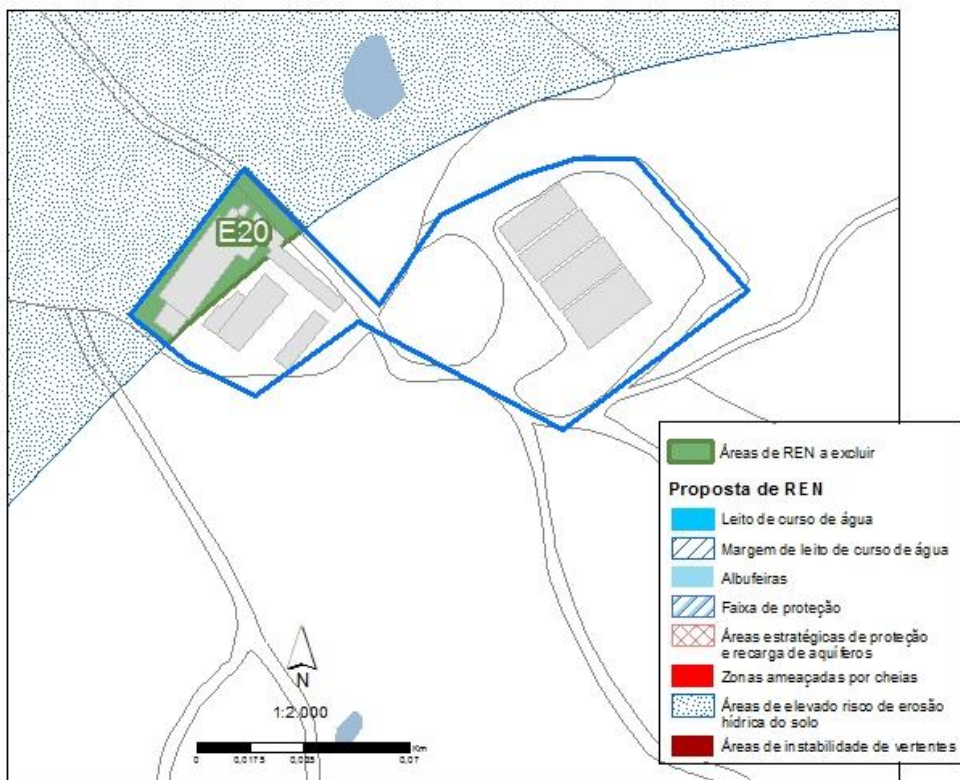 E20
Áreas de REN a excluir
Proposta de REN
Leito de curso de água
Margem de leito de curso de água
Albufeiras
Faixa de proteção
Áreas estratégicas de proteção
e recarga de aquíferos
Zonas ameaçadas por cheias
Áreas de elevado risco de erosão
hídrica do solo
Áreas de instabilidade de vertentes
N
1:2.000
Km
0 0,0175 0,035 0,07